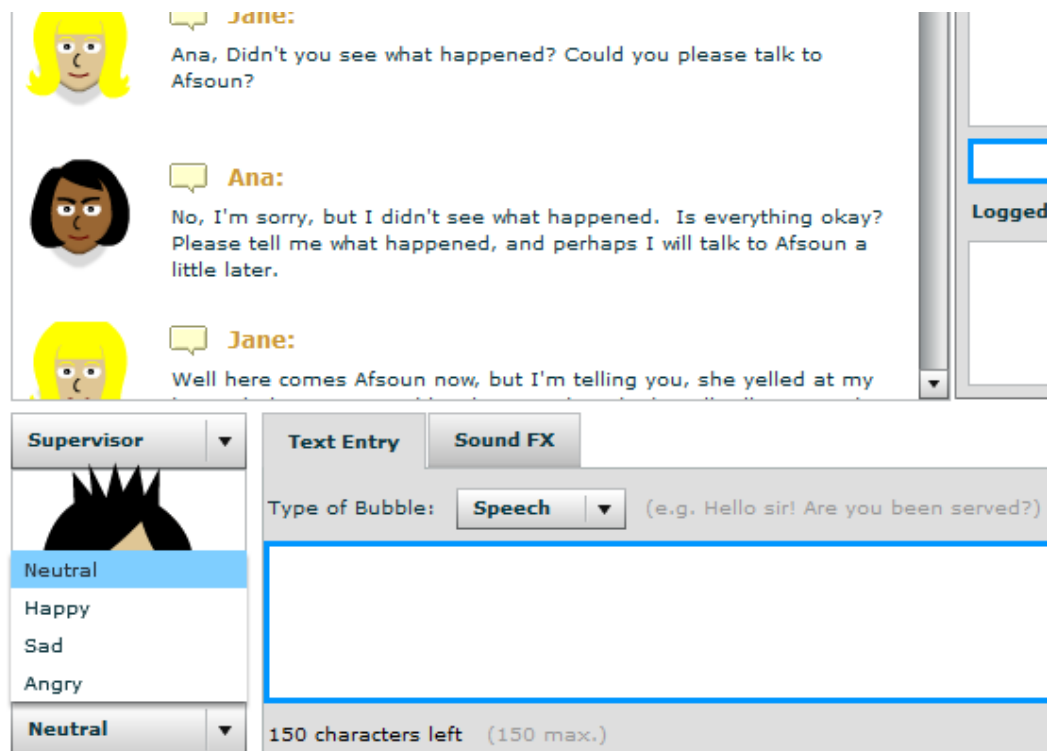 Jane:
Ana, Didn't you see what happened? Could you please talk to
Afsoun?
Ana:
No, I'm sorry, but I didn't see what happened.  Is everything okay?
Please tell me what happened, and perhaps I will talk to Afsoun a
little later.
Jane:
Well here comes Afsoun now, but I'm telling you, she yelled at my
Logged
Supervisor
Text Entry
Sound FX
Type of Bubble:
Speech
(e.g. Hello sir! Are you been served?)
Neutral
Happy
Sad
Angry
Neutral
150 characters left (150 max.)